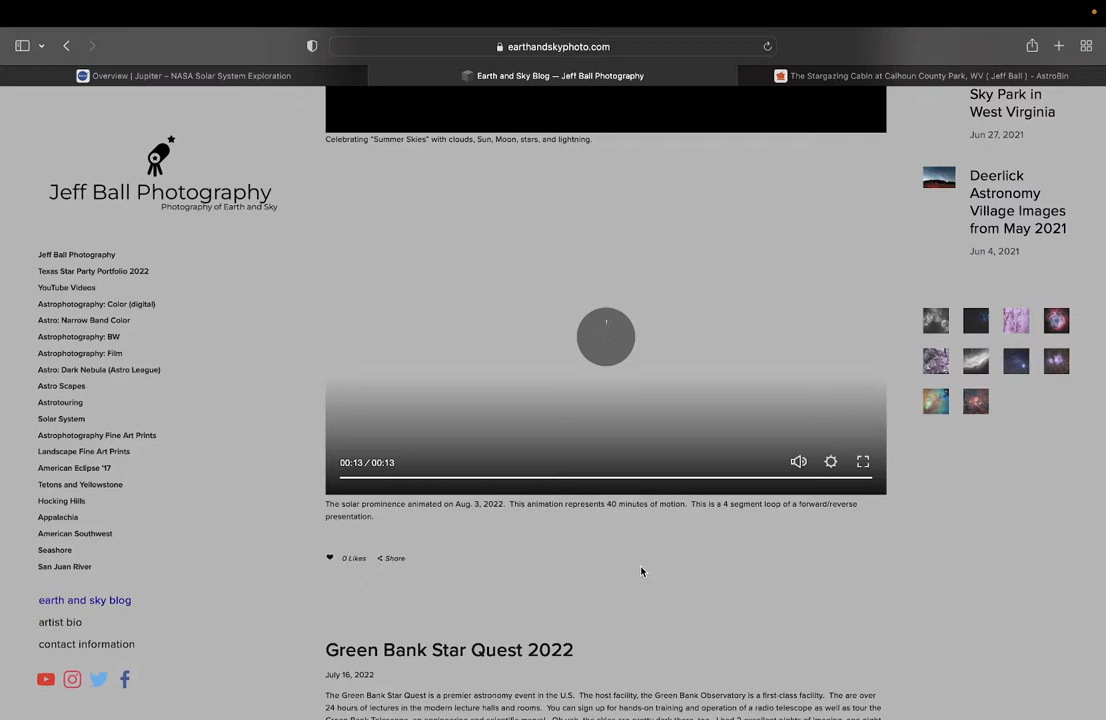 earthandskyphoto.com
Overview | Jupiter – NASA Solar System Exploration
Earth and Sky Blog — Jeff Ball Photography
The Stargazing Cabin at Calhoun County Park, WV ( Jeff Ball ) - AstroBin
Jeff Ball Photography
Photography of Earth and Sky
Jeff Ball Photography
Texas Star Party Portfolio 2022
YouTube Videos
Astrophotography: Color (digital)
Astro: Narrow Band Color
Astrophotography: BW
Astrophotography: Film
Astro: Dark Nebula (Astro League)
Astro Scapes
Astrotouring
Solar System
Astrophotography Fine Art Prints
Landscape Fine Art Prints
American Eclipse '17
Tetons and Yellowstone
Hocking Hills
Appalachia
American Southwest
Seashore
San Juan River
earth and sky blog
artist bio
contact information
Celebrating "Summer Skies" with clouds, Sun, Moon, stars, and lightning.
00:13 / 00:13
The solar prominence animated on Aug. 3, 2022. This animation represents 40 minutes of motion. This is a 4 segment loop of a forward/reverse
presentation.
0 Likes
Share
Green Bank Star Quest 2022
July 16, 2022
The Green Bank Star Quest is a premier astronomy event in the U.S. The host facility, the Green Bank Observatory is a first-class facility. The are over
24 hours of lectures in the modern lecture halls and rooms. You can sign up for hands-on training and operation of a radio telescope as well as tour the
Sky Park in
West Virginia
Jun 27, 2021
Deerlick
Astronomy
Village Images
from May 2021
Jun 4, 2021